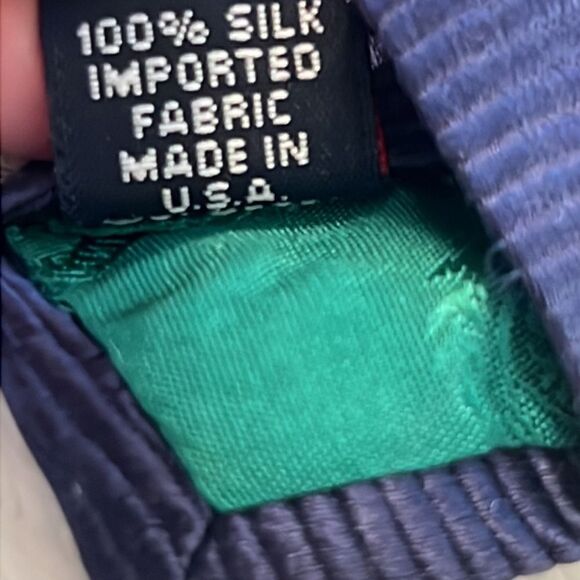 100% SILK
IMPORTED
FABRIC
MADE IN
U.S.A.